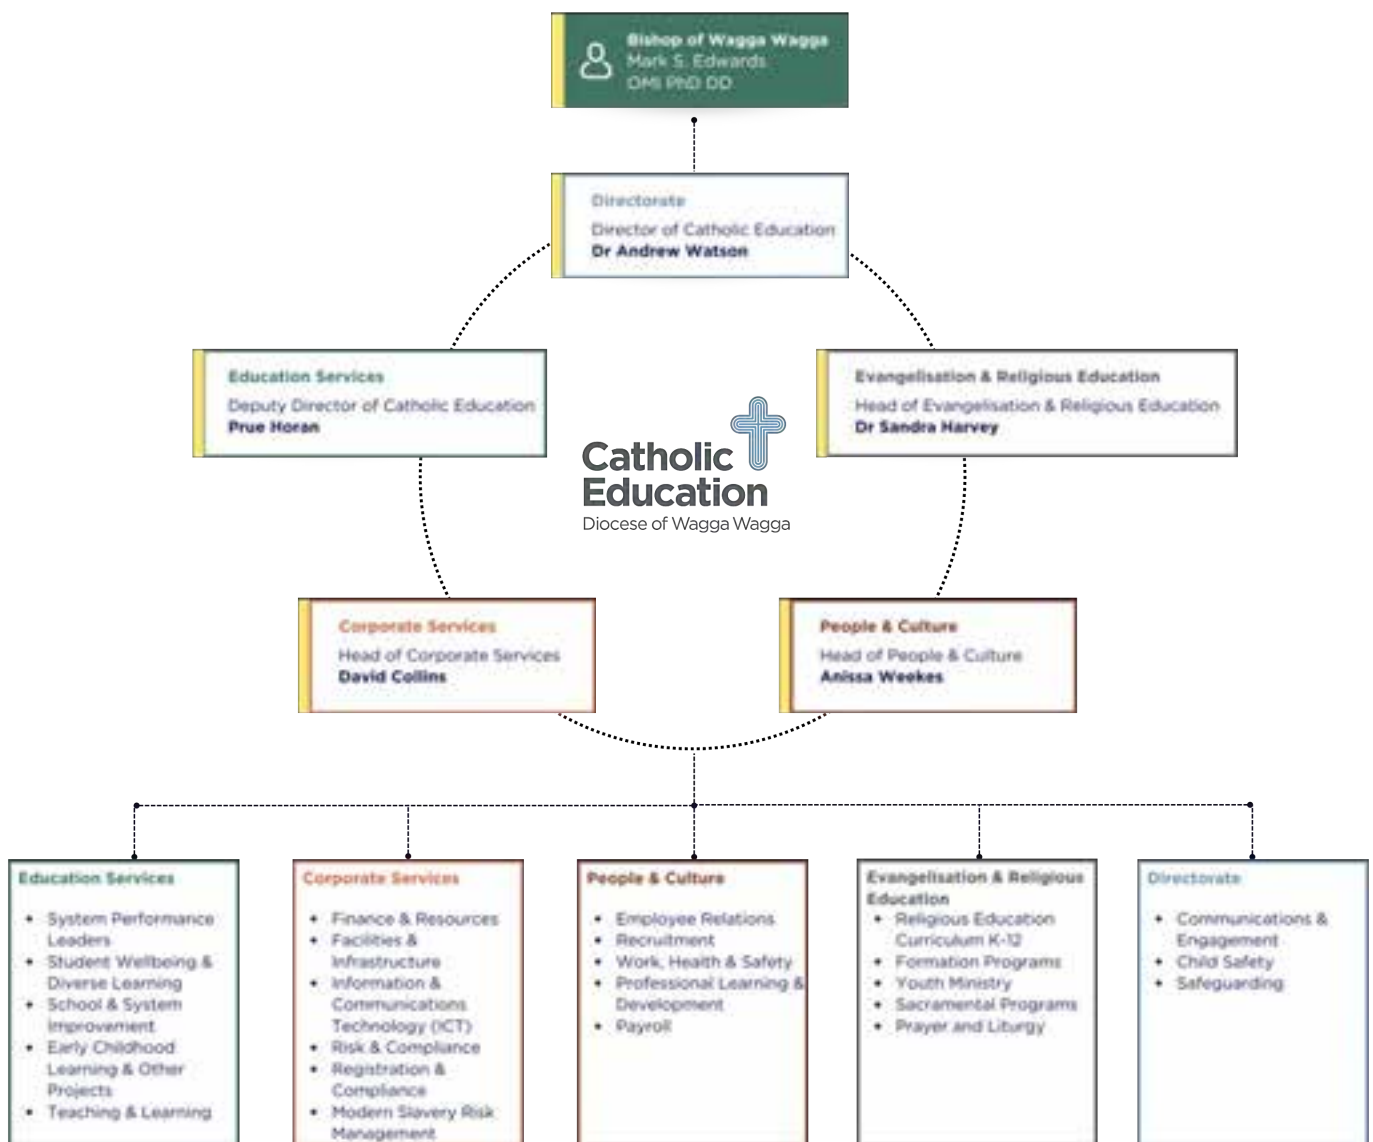 Bishop of Wagga Wagga
Mark S. Edwards
OMI PhD DD
Directorate
Director of Catholic Education
Dr Andrew Watson
Education Services
Deputy Director of Catholic Education
Prue Horan
Evangelisation & Religious Education
Head of Evangelisation & Religious Education
Dr Sandra Harvey
Catholic
Education
Diocese of Wagga Wagga
Corporate Services
Head of Corporate Services
David Collins
People & Culture
Head of People & Culture
Anissa Weekes
Education Services
• System Performance
Leaders
• Student Wellbeing &
Diverse Learning
• School & System
Improvement
• Early Childhood
Learning & Other
Projects
• Teaching & Learning
Corporate Services
• Finance & Resources
• Facilities &
Infrastructure
• Information &
Communications
Technology (ICT)
• Risk & Compliance
• Registration &
Compliance
• Modern Slavery Risk
Management
People & Culture
• Employee Relations
• Recruitment
• Work, Health & Safety
• Professional Learning &
Development
• Payroll
Evangelisation & Religious
Education
• Religious Education
Curriculum K-12
• Formation Programs
• Youth Ministry
• Sacramental Programs
• Prayer and Liturgy
Directorate
• Communications &
Engagement
• Child Safety
• Safeguarding